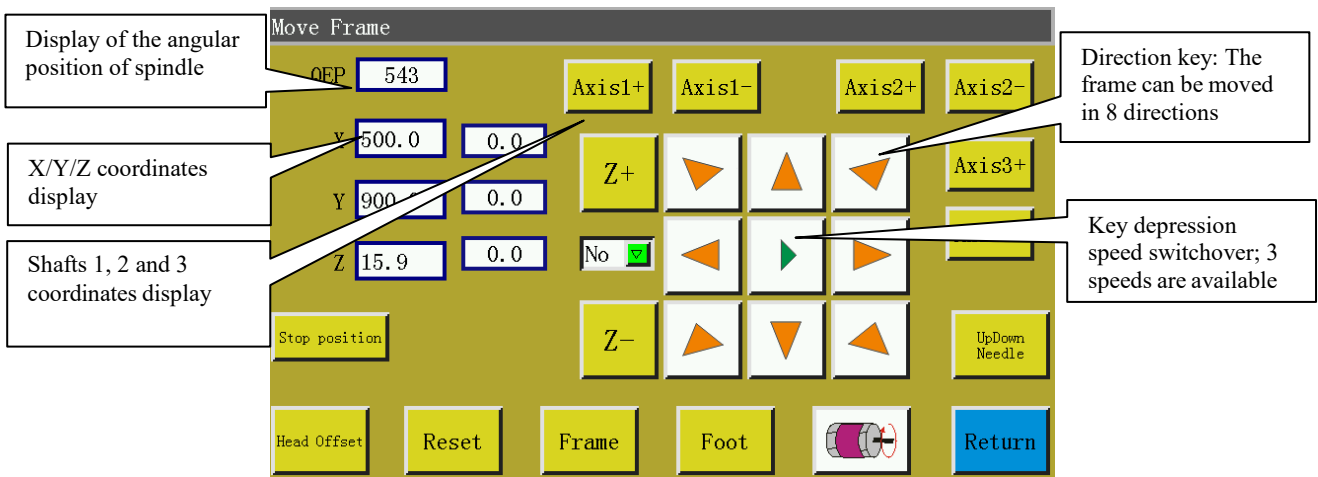 Move Frame
Display of the angular
position of spindle
OEP 543
Axis1+ Axis1- Axis2+ Axis2-
Direction key: The
frame can be moved
in 8 directions
500.0 0.0
X/Y/Z coordinates
display
Z+
Axis3+
Y 900. 0.0
Key depression
speed switchover; 3
speeds are available
Shafts 1, 2 and 3
coordinates display
Z 15.9 0.0
No
Stop position
Z-
UpDown
Needle
Head Offset Reset Frame Foot Return